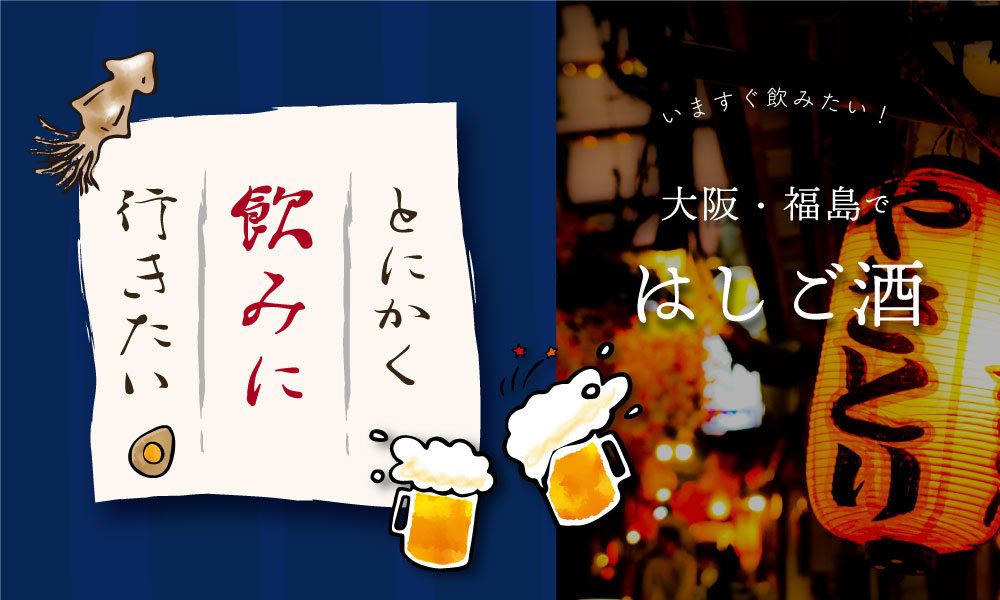 とにかく
飲みに
行きたい
いますぐ飲みたい！
大阪・福島で
はしご酒
やきとり